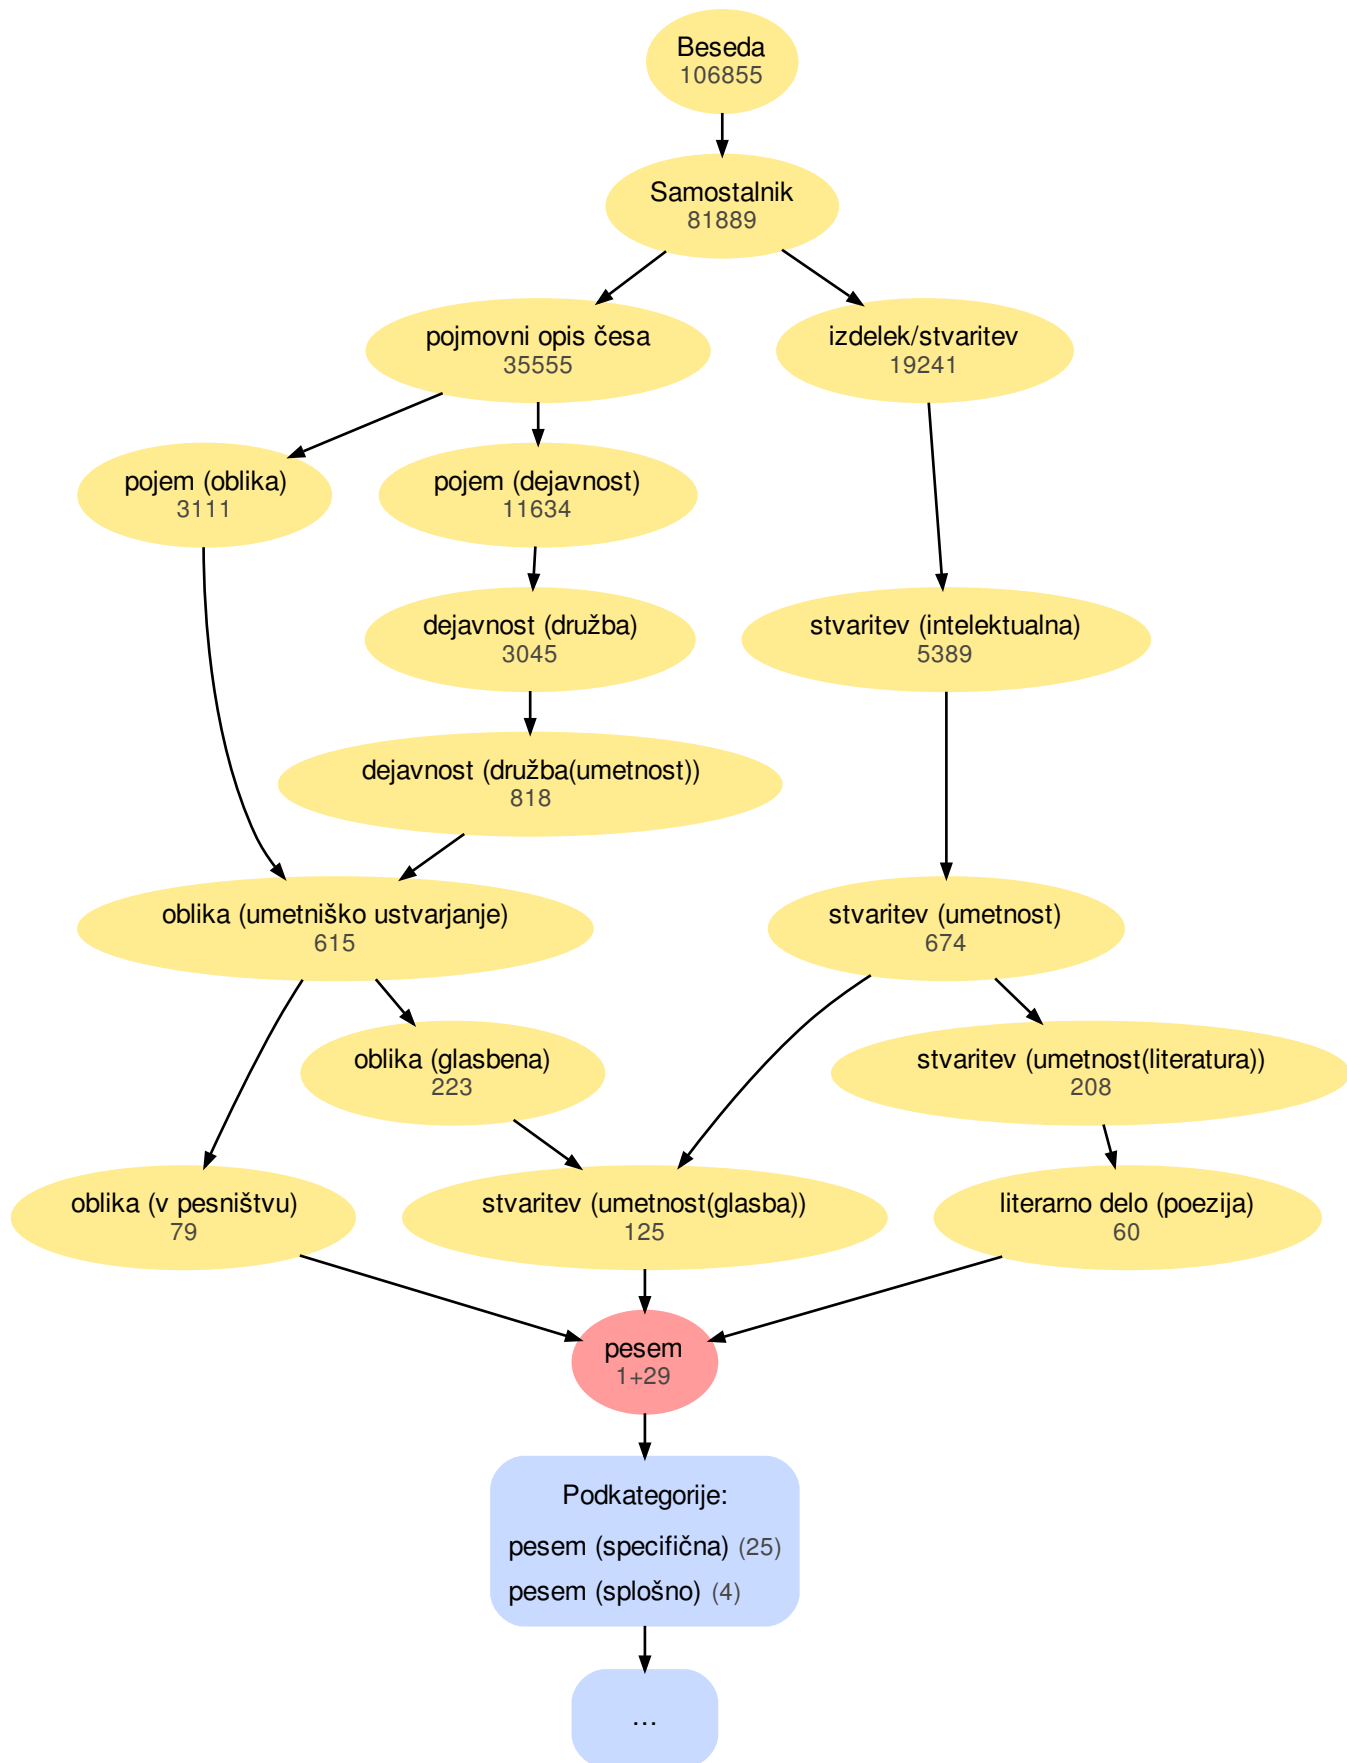 Beseda
106855
Samostalnik
81889
pojmovni opis česa
35555
izdelek/stvaritev
19241
pojem (oblika)
3111
pojem (dejavnost)
11634
dejavnost (družba)
3045
stvaritev (intelektualna)
5389
dejavnost (družba(umetnost))
818
oblika (umetniško ustvarjanje)
615
stvaritev (umetnost)
674
oblika (glasbena)
223
stvaritev (umetnost(literatura))
208
oblika (v pesništvu)
79
stvaritev (umetnost(glasba))
125
literarno delo (poezija)
60
pesem
1+29
Podkategorije:
pesem (specifična) (25)
pesem (splošno) (4)
...